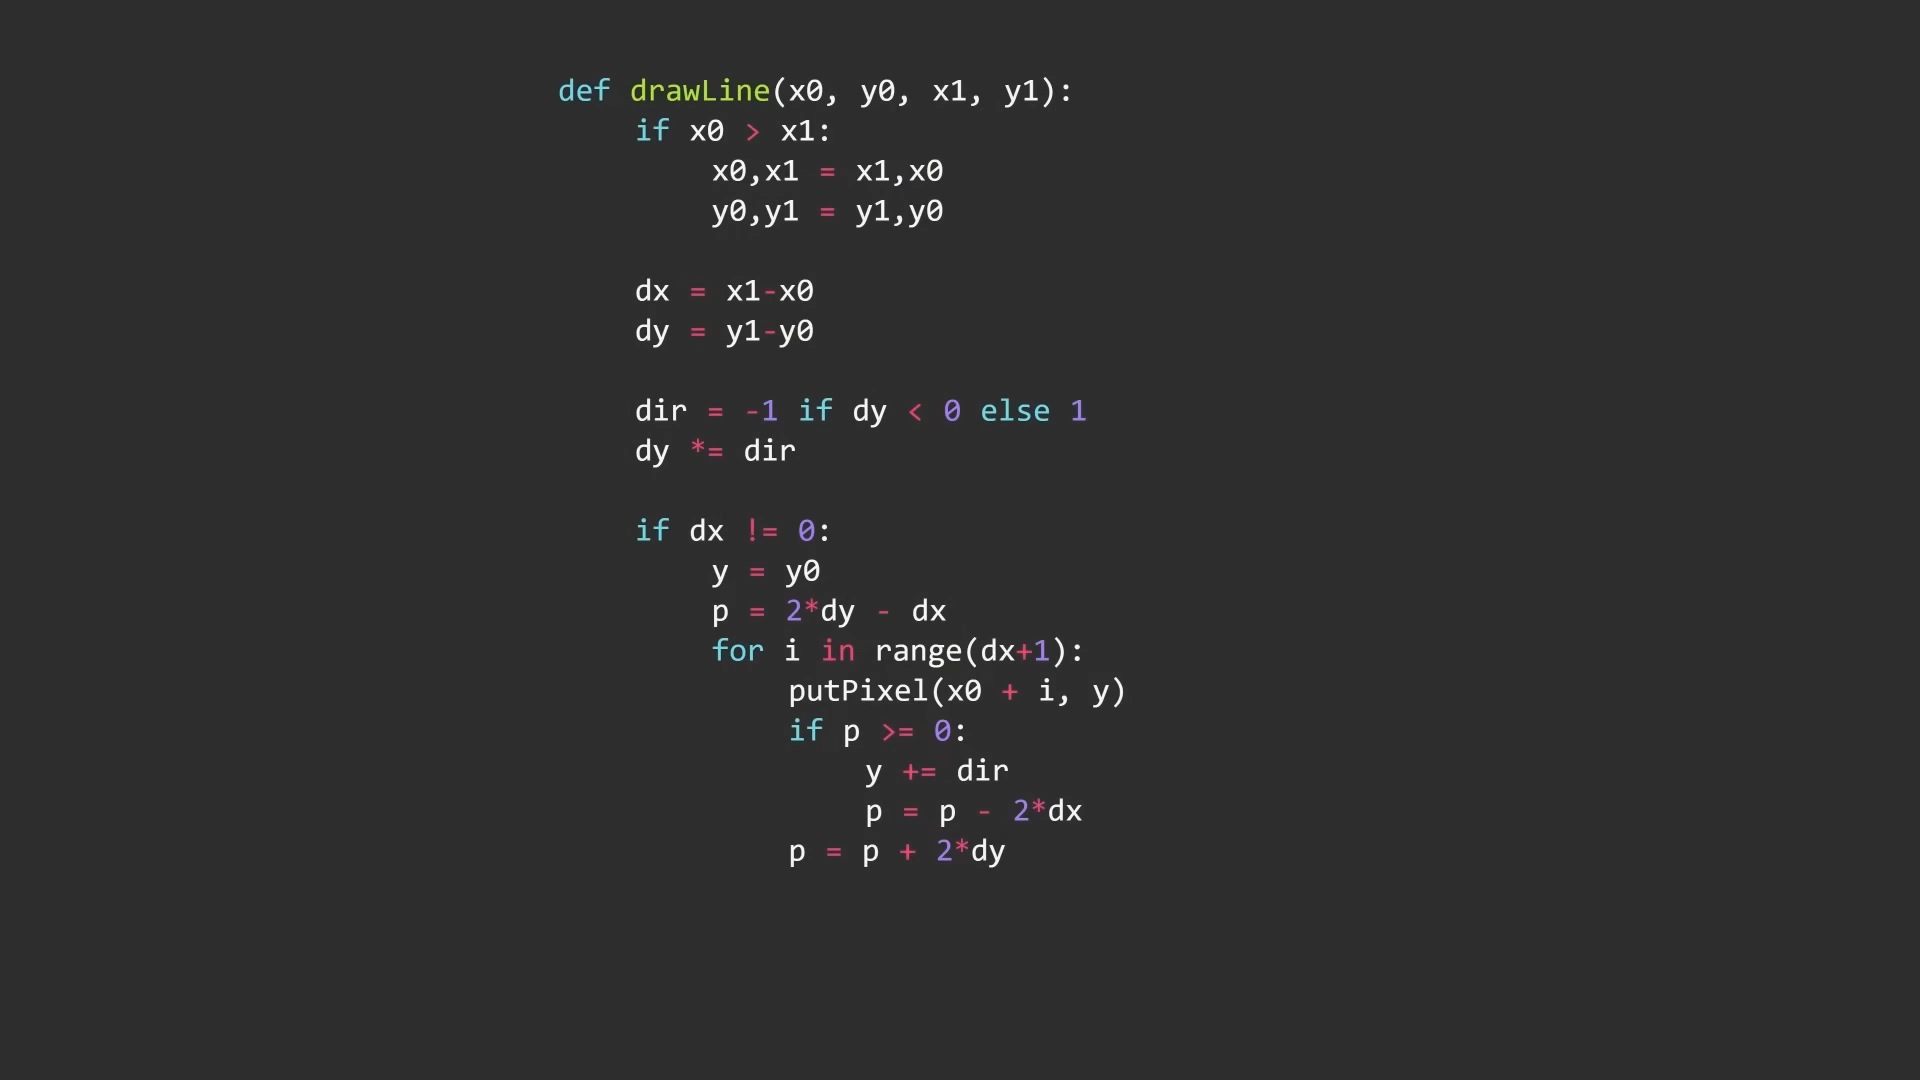 def drawLine(x0, y0, x1, y1):
    if x0 > x1:
        x0,x1 = x1,x0
        y0,y1 = y1,y0

    dx = x1-x0
    dy = y1-y0

    dir = -1 if dy < 0 else 1
    dy *= dir

    if dx != 0:
        y = y0
        p = 2*dy - dx
        for i in range(dx+1):
            putPixel(x0 + i, y)
            if p >= 0:
                y += dir
                p = p - 2*dx
            p = p + 2*dy